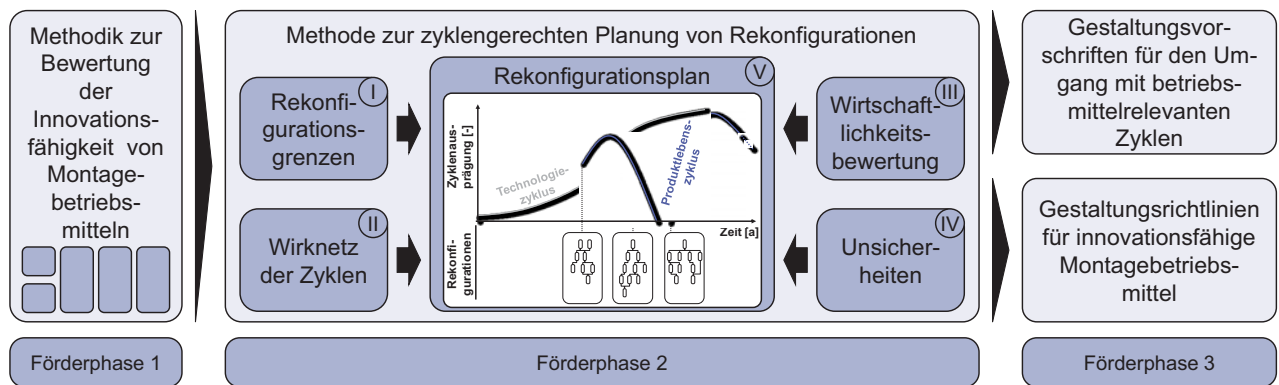 Methodik zur
Bewertung
der
Innovations-
fähigkeit von
Montage-
betriebs-
mitteln
Methode zur zyklengerechten Planung von Rekonfigurationen
I
Rekonfi-
gurations-
grenzen
II
Wirknetz
der Zyklen
Rekonfigurationsplan
V
Zyklenaus-
prägung [-]
Technologie-
zyklus
Produktlebens-
zyklus
Zeit [a]
Rekonfi-
gurationen
III
Wirtschaft-
lichkeits-
bewertung
IV
Unsicher-
heiten
Gestaltungsvor-
schriften für den Um-
gang mit betriebs-
mittelrelevanten
Zyklen
Gestaltungsrichtlinien
für innovationsfähige
Montagebetriebs-
mittel
Förderphase 1
Förderphase 2
Förderphase 3